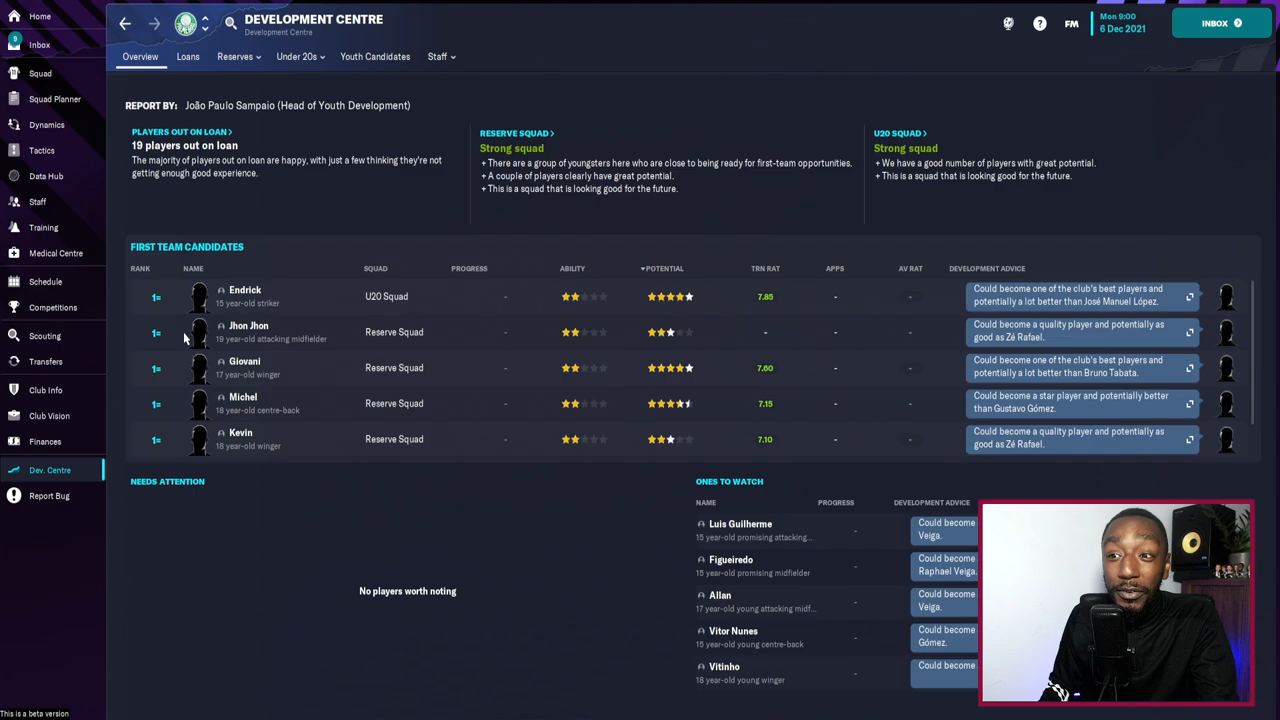 Home
DEVELOPMENT CENTRE
Development Centre
FM
Mon 9:00
6 Dec 2021
INBOX
9
Inbox
Squad
Squad Planner
Dynamics
Tactics
Data Hub
Staff
Training
Medical Centre
Schedule
Competitions
Scouting
Transfers
Club Info
Club Vision
Finances
Dev. Centre
Report Bug
This is a beta version
Overview
Loans
Reserves
Under 20s
Youth Candidates
Staff
REPORT BY: João Paulo Sampaio (Head of Youth Development)
PLAYERS OUT ON LOAN >
19 players out on loan
The majority of players out on loan are happy, with just a few thinking they're not
getting enough good experience.
RESERVE SQUAD >
Strong squad
+ There are a group of youngsters here who are close to being ready for first-team opportunities.
+ A couple of players clearly have great potential.
+ This is a squad that is looking good for the future.
U20 SQUAD >
Strong squad
+ We have a good number of players with great potential.
+ This is a squad that is looking good for the future.
FIRST TEAM CANDIDATES
RANK NAME SQUAD PROGRESS ABILITY POTENTIAL TRN RAT APPS AV RAT DEVELOPMENT ADVICE
1= Endrick U20 Squad - 7.85 - - Could become one of the club's best players and
15 year-old striker potentially a lot better than José Manuel López.
1= Jhon Jhon Reserve Squad - - - - Could become a quality player and potentially as
19 year-old attacking midfielder good as Zé Rafael.
1= Giovani Reserve Squad - 7.60 - - Could become one of the club's best players and
17 year-old winger potentially a lot better than Bruno Tabata.
1= Michel Reserve Squad - 7.15 - - Could become a star player and potentially better
18 year-old centre-back than Gustavo Gómez.
1= Kevin Reserve Squad - 7.10 - - Could become a quality player and potentially as
18 year-old winger good as Zé Rafael.
NEEDS ATTENTION
No players worth noting
ONES TO WATCH
NAME PROGRESS DEVELOPMENT ADVICE
Luis Guilherme - Could become
15 year-old promising attacking... Veiga.
Figueiredo - Could become
15 year-old promising midfielder Raphael Veiga.
Allan - Could become
17 year-old young attacking midf... Veiga.
Vitor Nunes - Could become
15 year-old young centre-back Gómez.
Vitinho - Could become
18 year-old young winger